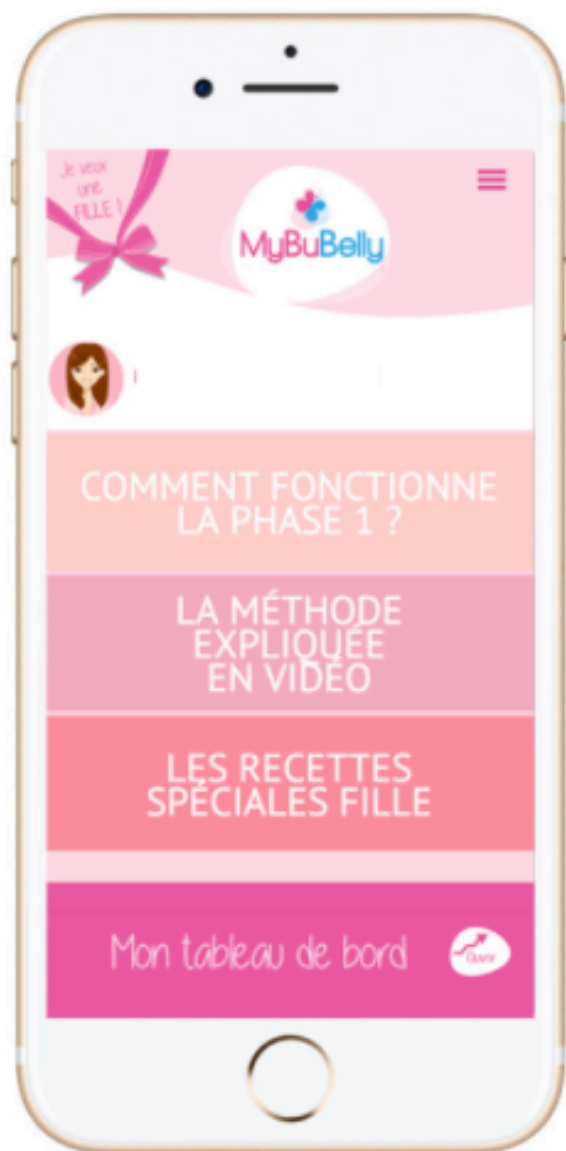 Je veux
une
FILLE !
MyBuBelly
COMMENT FONCTIONNE
LA PHASE 1 ?
LA MÉTHODE
EXPLIQUÉE
EN VIDÉO
LES RECETTES
SPÉCIALES FILLE
Mon tableau de bord
Ouvrir